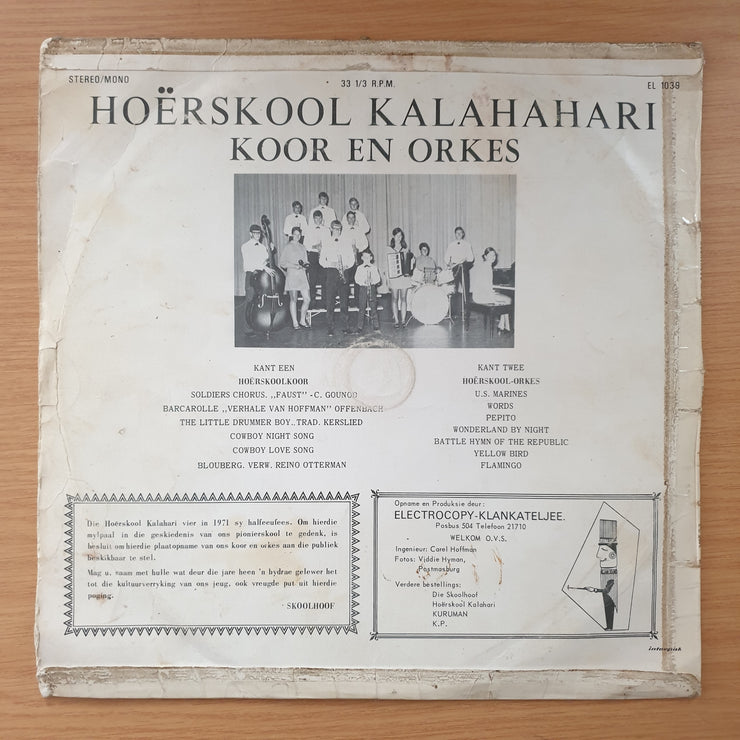 STEREO/MONO
33 1/3 R.P.M.
EL 1039
HOËRSKOOL KALAHAHARI
KOOR EN ORKES
KANT EEN
HOËRSKOOLKOOR
SOLDIERS CHORUS. ,,FAUST" -C. GOUNOD
BARCAROLLE ,,VERHALE VAN HOFFMAN" OFFENBACH
THE LITTLE DRUMMER BOY..TRAD. KERSLIED
COWBOY NIGHT SONG
COWBOY LOVE SONG
BLOUBERG. VERW. REINO OTTERMAN
KANT TWEE
HOËRSKOOL-ORKES
U.S. MARINES
WORDS
PEPITO
WONDERLAND BY NIGHT
BATTLE HYMN OF THE REPUBLIC
YELLOW BIRD
FLAMINGO
Die Hoërskool Kalahari vier in 1971 sy halfeeufees. Om hierdie
mylpaal in die geskiedenis van ons pionierskool te gedenk, is
besluit om hierdie plaatopname van ons koor en orkes aan die publiek
beskikbaar te stel.
Mag u, saam met hulle wat deur die jare heen 'n bydrae gelewer het
tot die kultuurverryking van ons jeug, ook vreugde put uit hierdie
poging.
SKOOLHOOF
Opname en Produksie deur:
ELECTROCOPY-KLANKATELJEE.
Posbus 504 Telefoon 21710
WELKOM O.V.S.
Ingenieur: Carel Hoffman
Fotos: Viddie Hyman,
Postmasburg
Verdere bestellings:
Die Skoolhoof
Hoërskool Kalahari
KURUMAN
K.P.